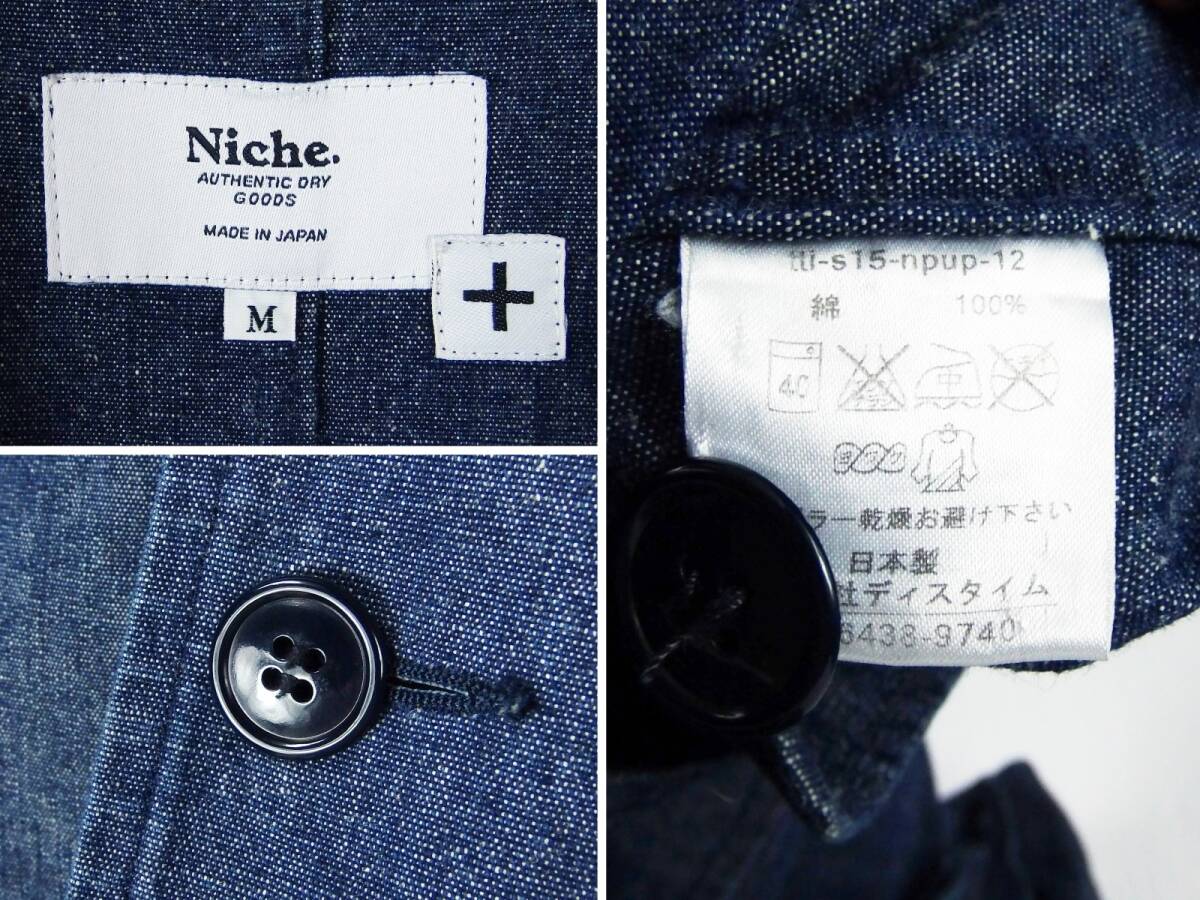 Niche.
AUTHENTIC DRY
GOODS
MADE IN JAPAN
M
-s15-npup-12
綿 100%
40
中
ラー乾燥お避け下さい
日本製
社ディスタイム
6438-9740